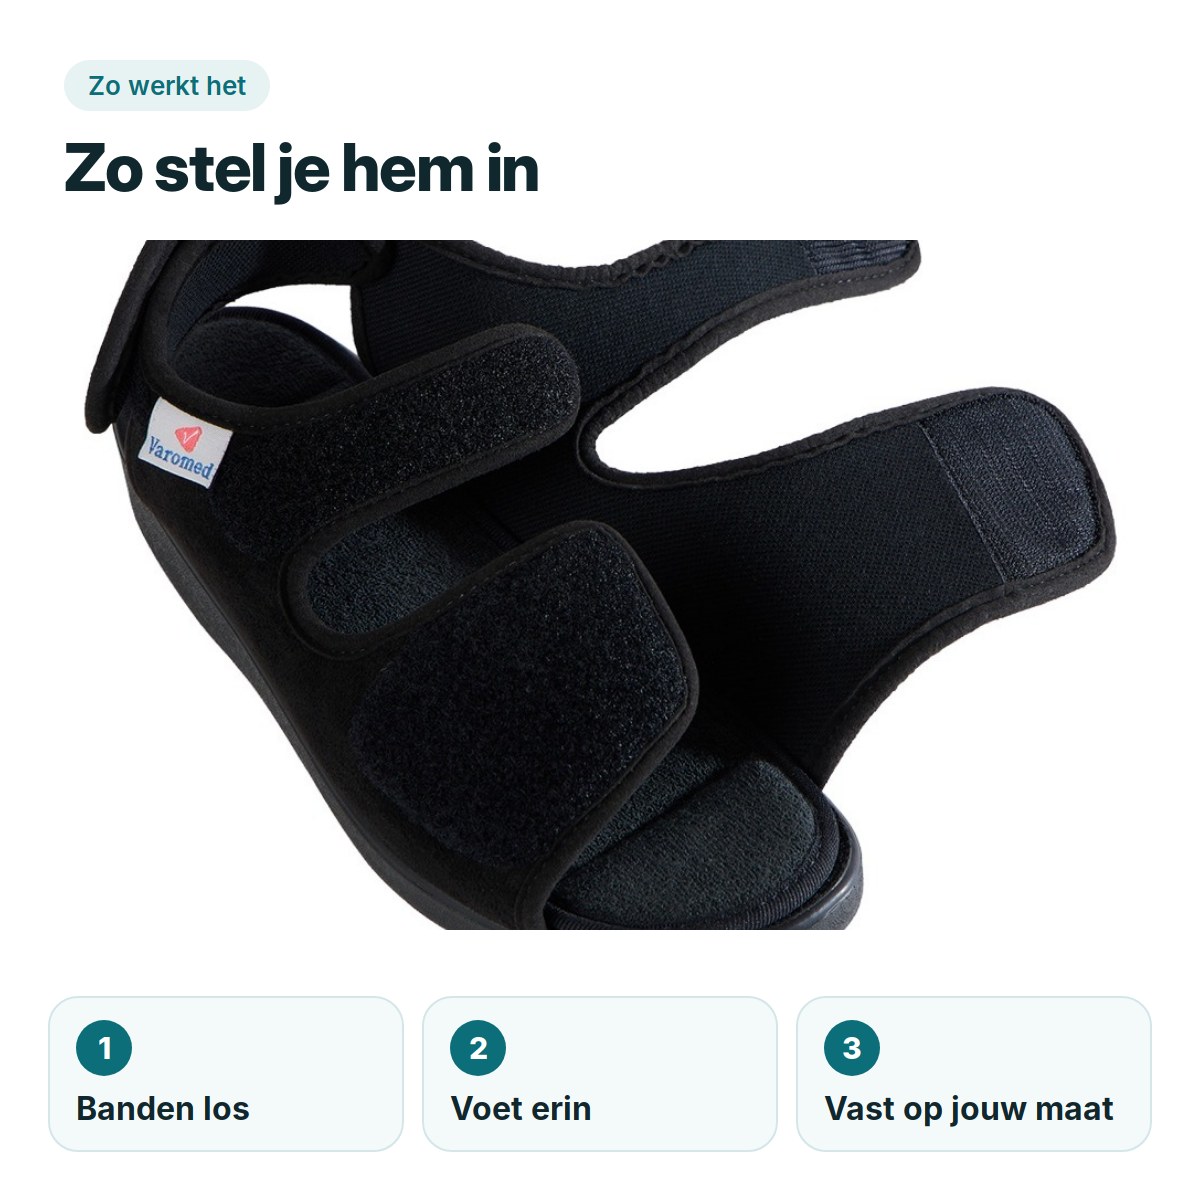 Zo werkt het
Zo stel je hem in
Varomed
1
Banden los
2
Voet erin
3
Vast op jouw maat